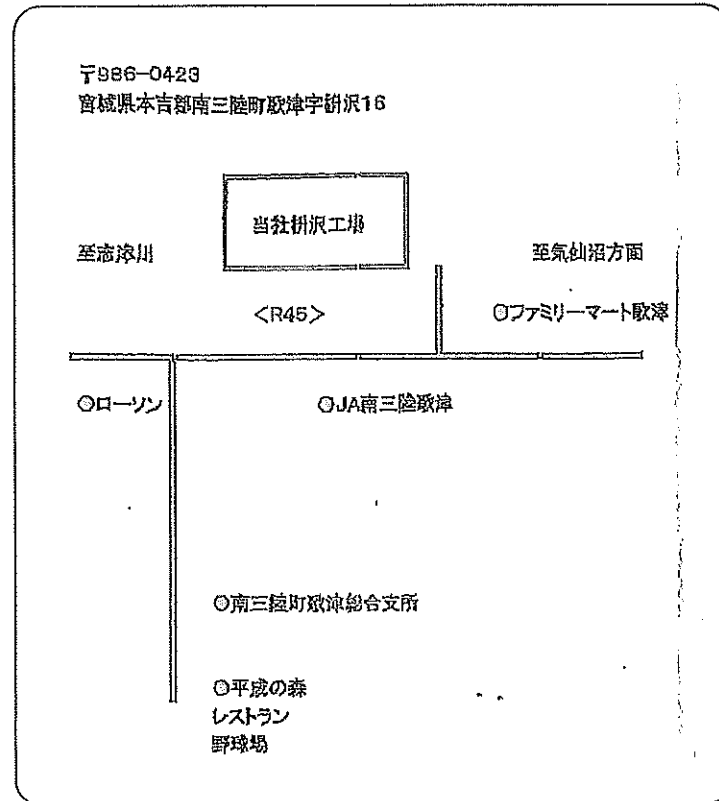 〒986-0423
宮城県本吉郡南三陸町歌津字枡沢16
当社枡沢工場
至志津川
至気仙沼方面
<R45>
◎ファミリーマート歌津
◎ローソン
◎JA南三陸歌津
◎南三陸町歌津総合支所
◎平成の森
レストラン
野球場